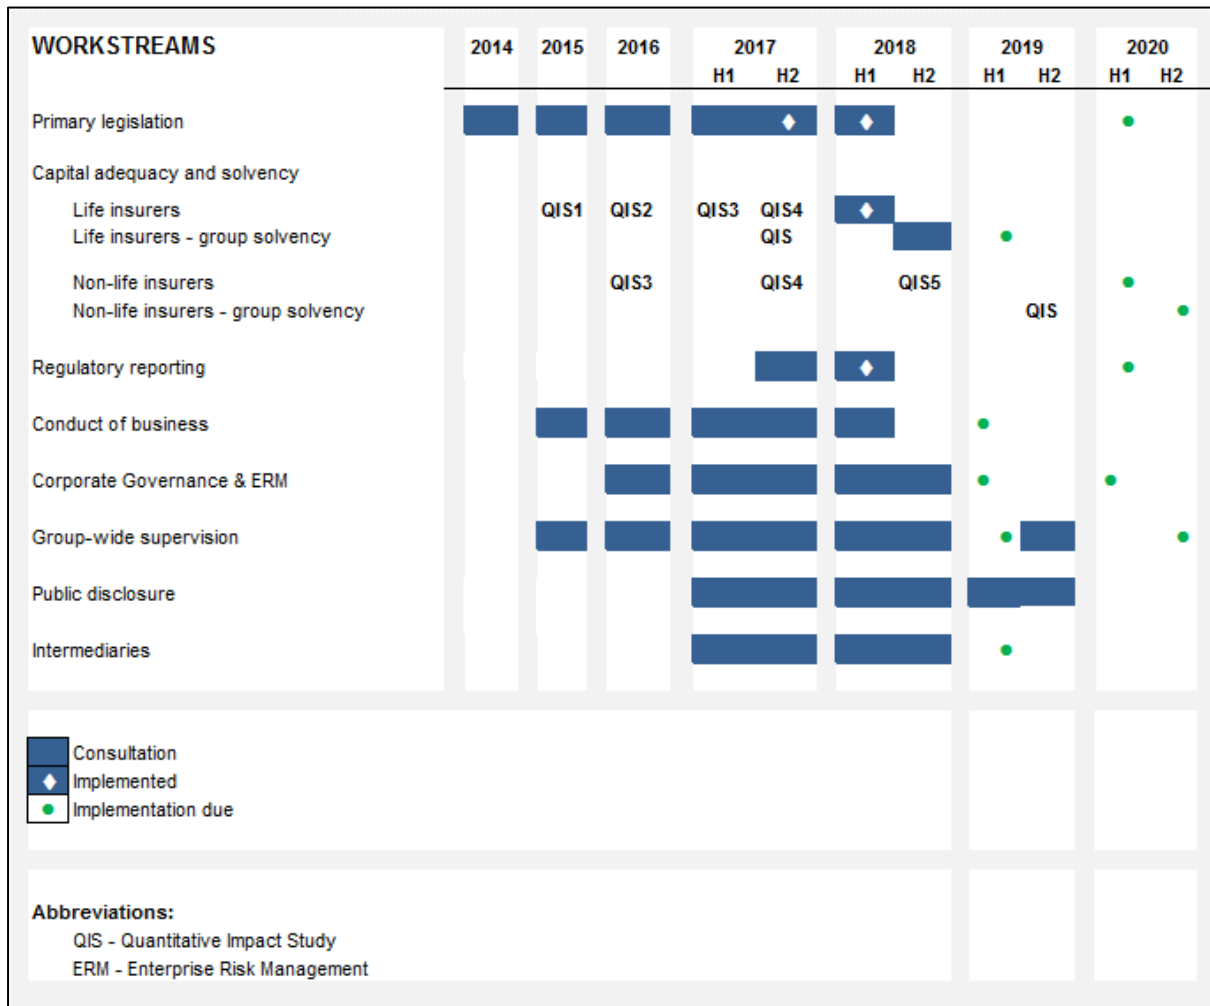 WORKSTREAMS 2014 2015 2016 2017 2018 2019 2020
H1 H2 H1 H2 H1 H2 H1 H2
Primary legislation
Capital adequacy and solvency
Life insurers QIS1 QIS2 QIS3 QIS4
Life insurers - group solvency QIS
Non-life insurers QIS3 QIS4 QIS5
Non-life insurers - group solvency QIS
Regulatory reporting
Conduct of business
Corporate Governance & ERM
Group-wide supervision
Public disclosure
Intermediaries
Consultation
Implemented
Implementation due
Abbreviations:
QIS - Quantitative Impact Study
ERM - Enterprise Risk Management